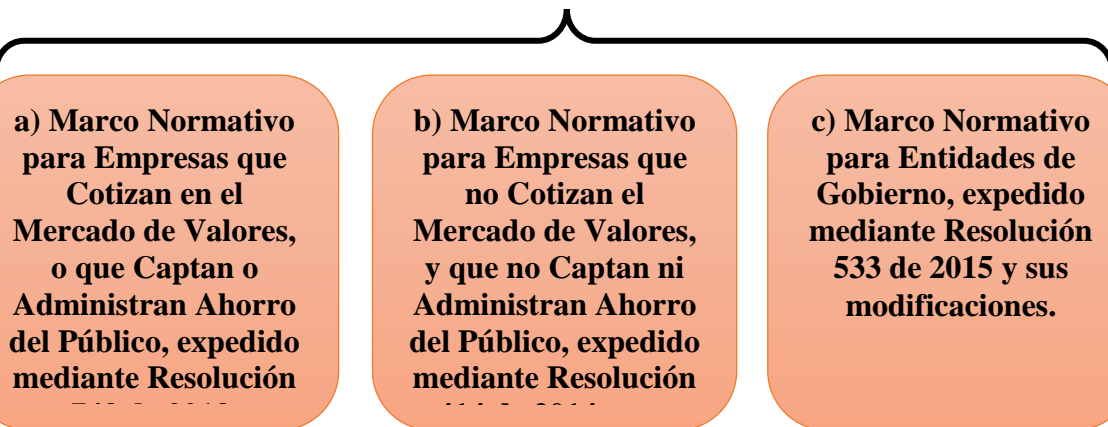 a) Marco Normativo
para Empresas que
Cotizan en el
Mercado de Valores,
o que Captan o
Administran Ahorro
del Público, expedido
mediante Resolución
b) Marco Normativo
para Empresas que
no Cotizan el
Mercado de Valores,
y que no Captan ni
Administran Ahorro
del Público, expedido
mediante Resolución
c) Marco Normativo
para Entidades de
Gobierno, expedido
mediante Resolución
533 de 2015 y sus
modificaciones.